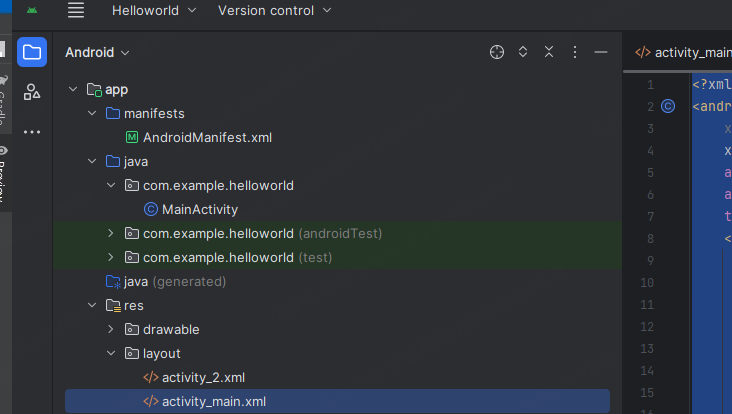 Helloworld Version control
Android
activity_main
app
manifests
AndroidManifest.xml
java
com.example.helloworld
MainActivity
com.example.helloworld (androidTest)
com.example.helloworld (test)
java (generated)
res
drawable
layout
activity_2.xml
activity_main.xml
1 <?xml
2 <andr
3 x
4 x
5 a
6 a
7 t
8 <
9
10
11
12
13
14
15